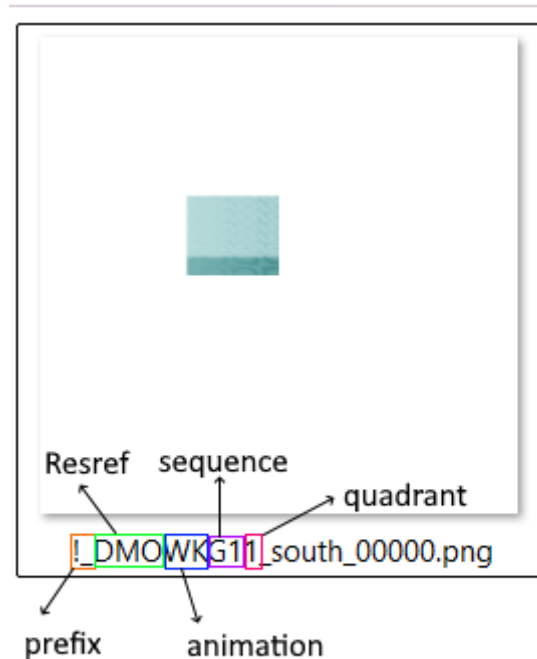 Resref sequence
quadrant
!_DMOWKG11_south_00000.png
prefix animation